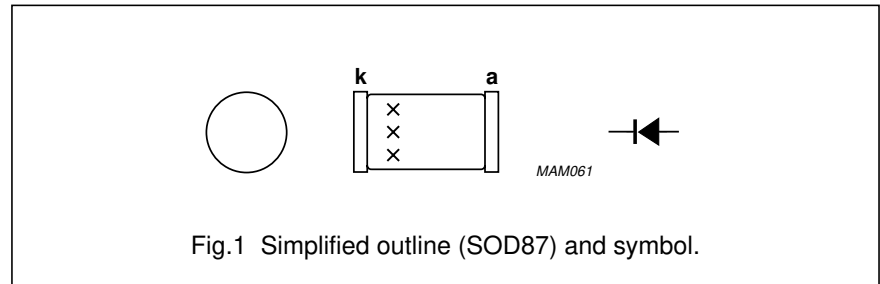 k a
MAM061
Fig.1 Simplified outline (SOD87) and symbol.